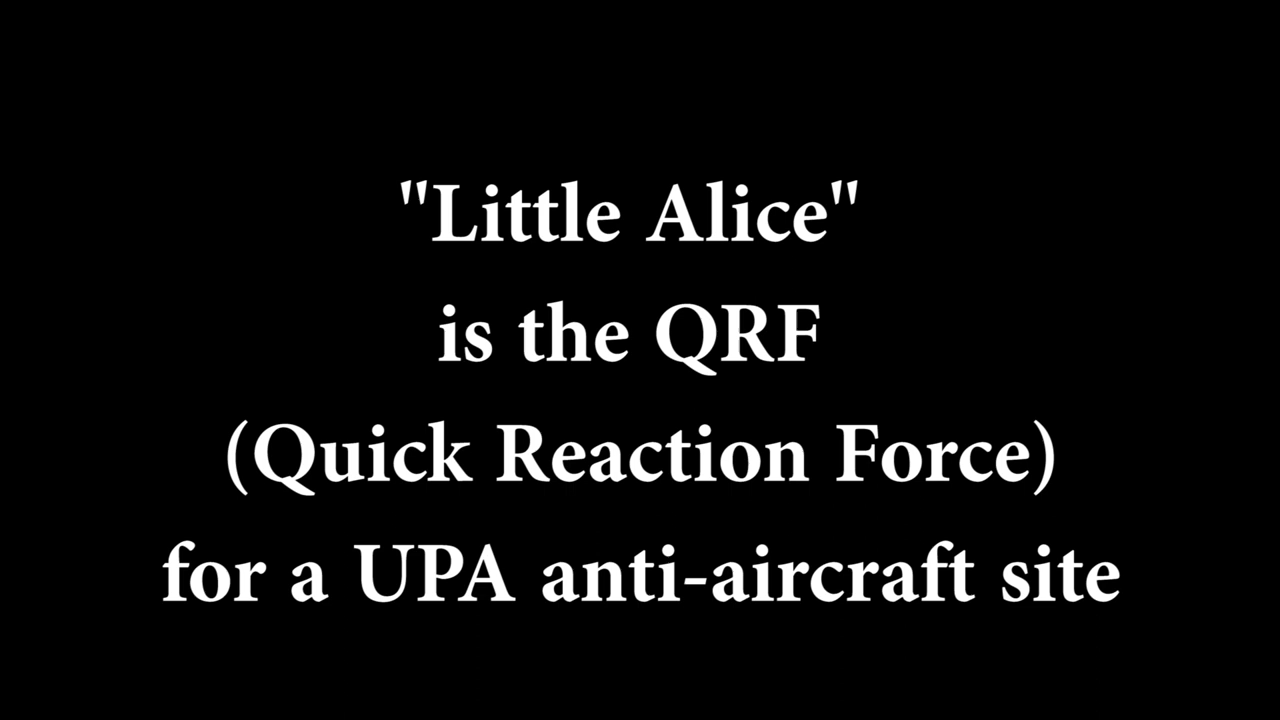 "Little Alice"
is the QRF
(Quick Reaction Force)
for a UPA anti-aircraft site